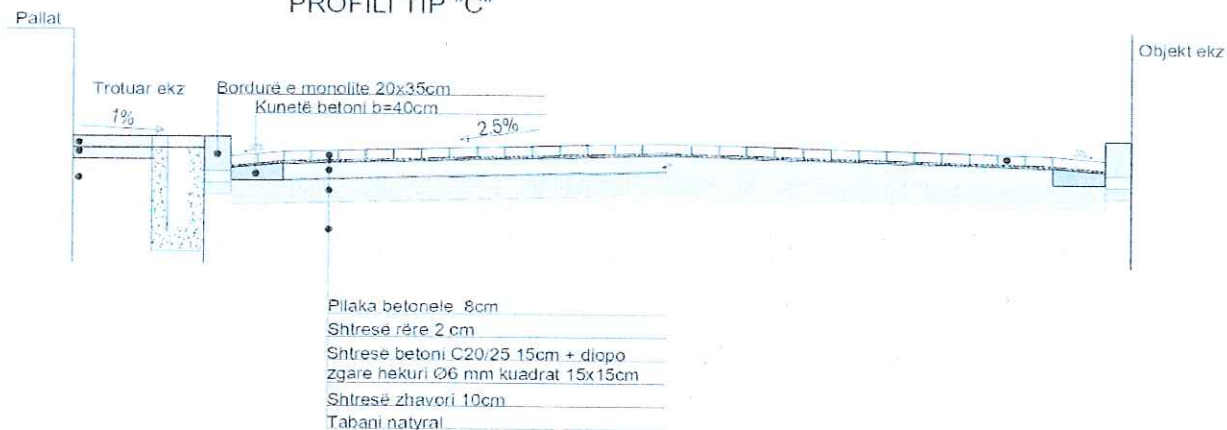 PROFILI TIP "C"
Pallat
Objekt ekz
Trotuar ekz
Bordurë e monolite 20x35cm
Kunetë betoni b=40cm
1%
2.5%
Pllaka betonele 8cm
Shtresë rëre 2 cm
Shtresë betoni C20/25 15cm + diopo
zgare hekuri Ø6 mm kuadrat 15x15cm
Shtresë zhavori 10cm
Tabani natyral